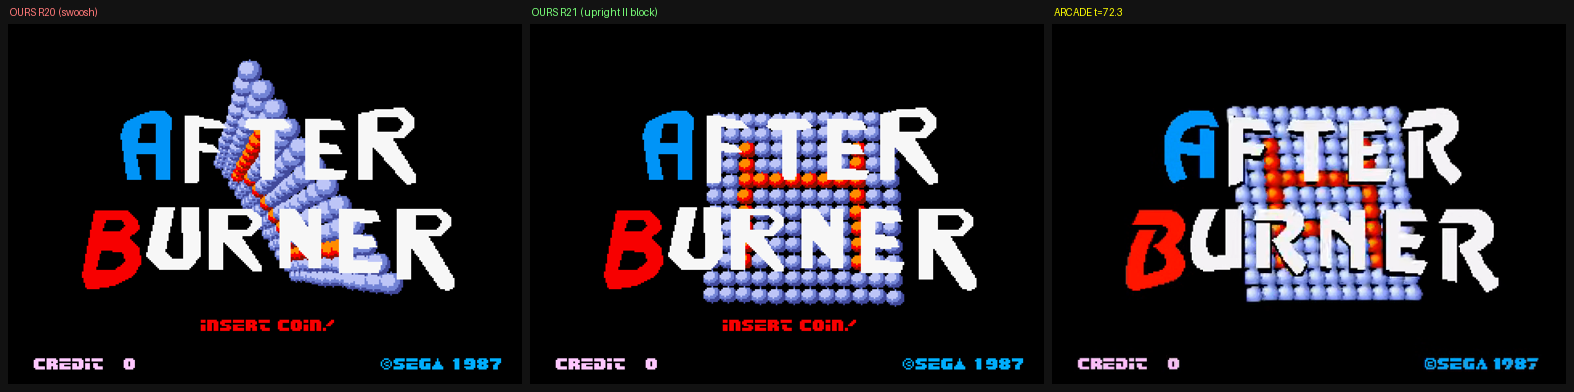 OURS R20 (swoosh)
AFTER
BURNER
INSERT COIN!
CREDIT 0
©SEGA 1987
OURS R21 (upright II block)
AFTER
BURNER
INSERT COIN!
CREDIT 0
©SEGA 1987
ARCADE t=72.3
AFTER
BURNER
CREDIT 0
©SEGA 1987